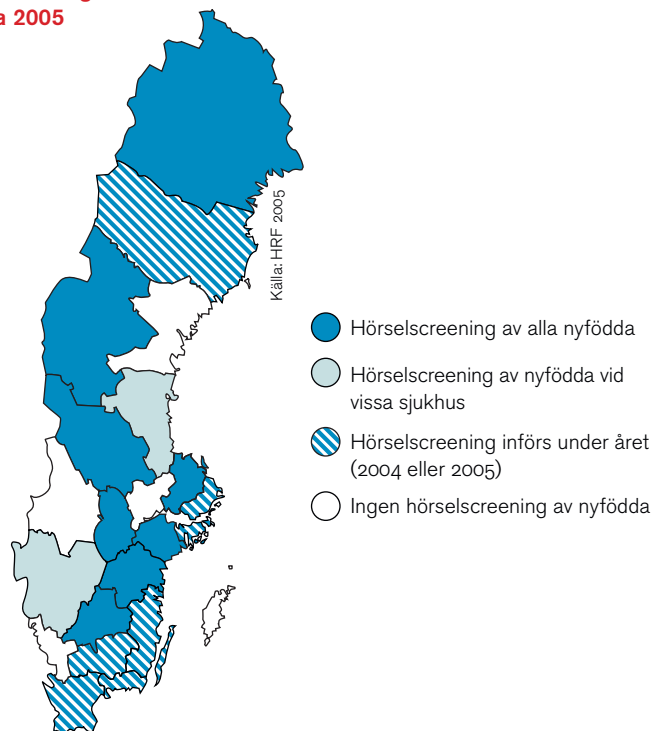 a 2005
Källa: HRF 2005
Hörselscreening av alla nyfödda
Hörselscreening av nyfödda vid
vissa sjukhus
Hörselscreening införs under året
(2004 eller 2005)
Ingen hörselscreening av nyfödda